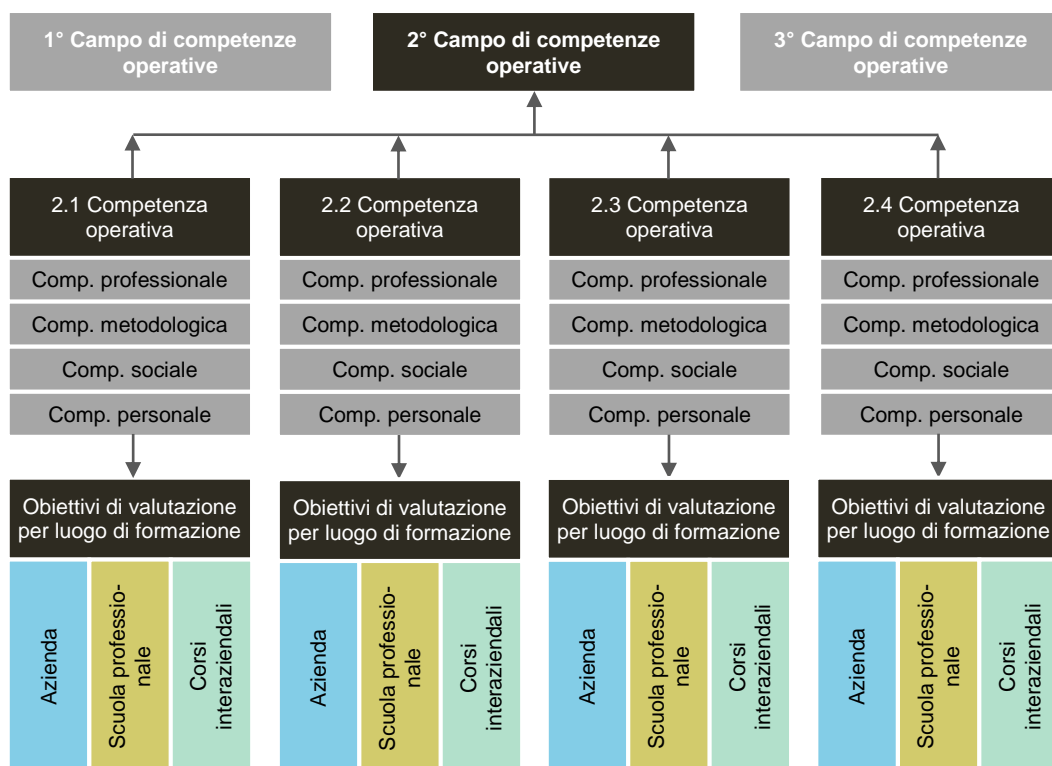 1° Campo di competenze
operative
2° Campo di competenze
operative
3° Campo di competenze
operative
2.1 Competenza
operativa
2.2 Competenza
operativa
2.3 Competenza
operativa
2.4 Competenza
operativa
Comp. professionale
Comp. professionale
Comp. professionale
Comp. professionale
Comp. metodologica
Comp. metodologica
Comp. metodologica
Comp. metodologica
Comp. sociale
Comp. sociale
Comp. sociale
Comp. sociale
Comp. personale
Comp. personale
Comp. personale
Comp. personale
Obiettivi di valutazione
per luogo di formazione
Obiettivi di valutazione
per luogo di formazione
Obiettivi di valutazione
per luogo di formazione
Obiettivi di valutazione
per luogo di formazione
Azienda
Scuola professio-
nale
Corsi
interaziendali
Azienda
Scuola professio-
nale
Corsi
interaziendali
Azienda
Scuola professio-
nale
Corsi
interaziendali
Azienda
Scuola professio-
nale
Corsi
interaziendali